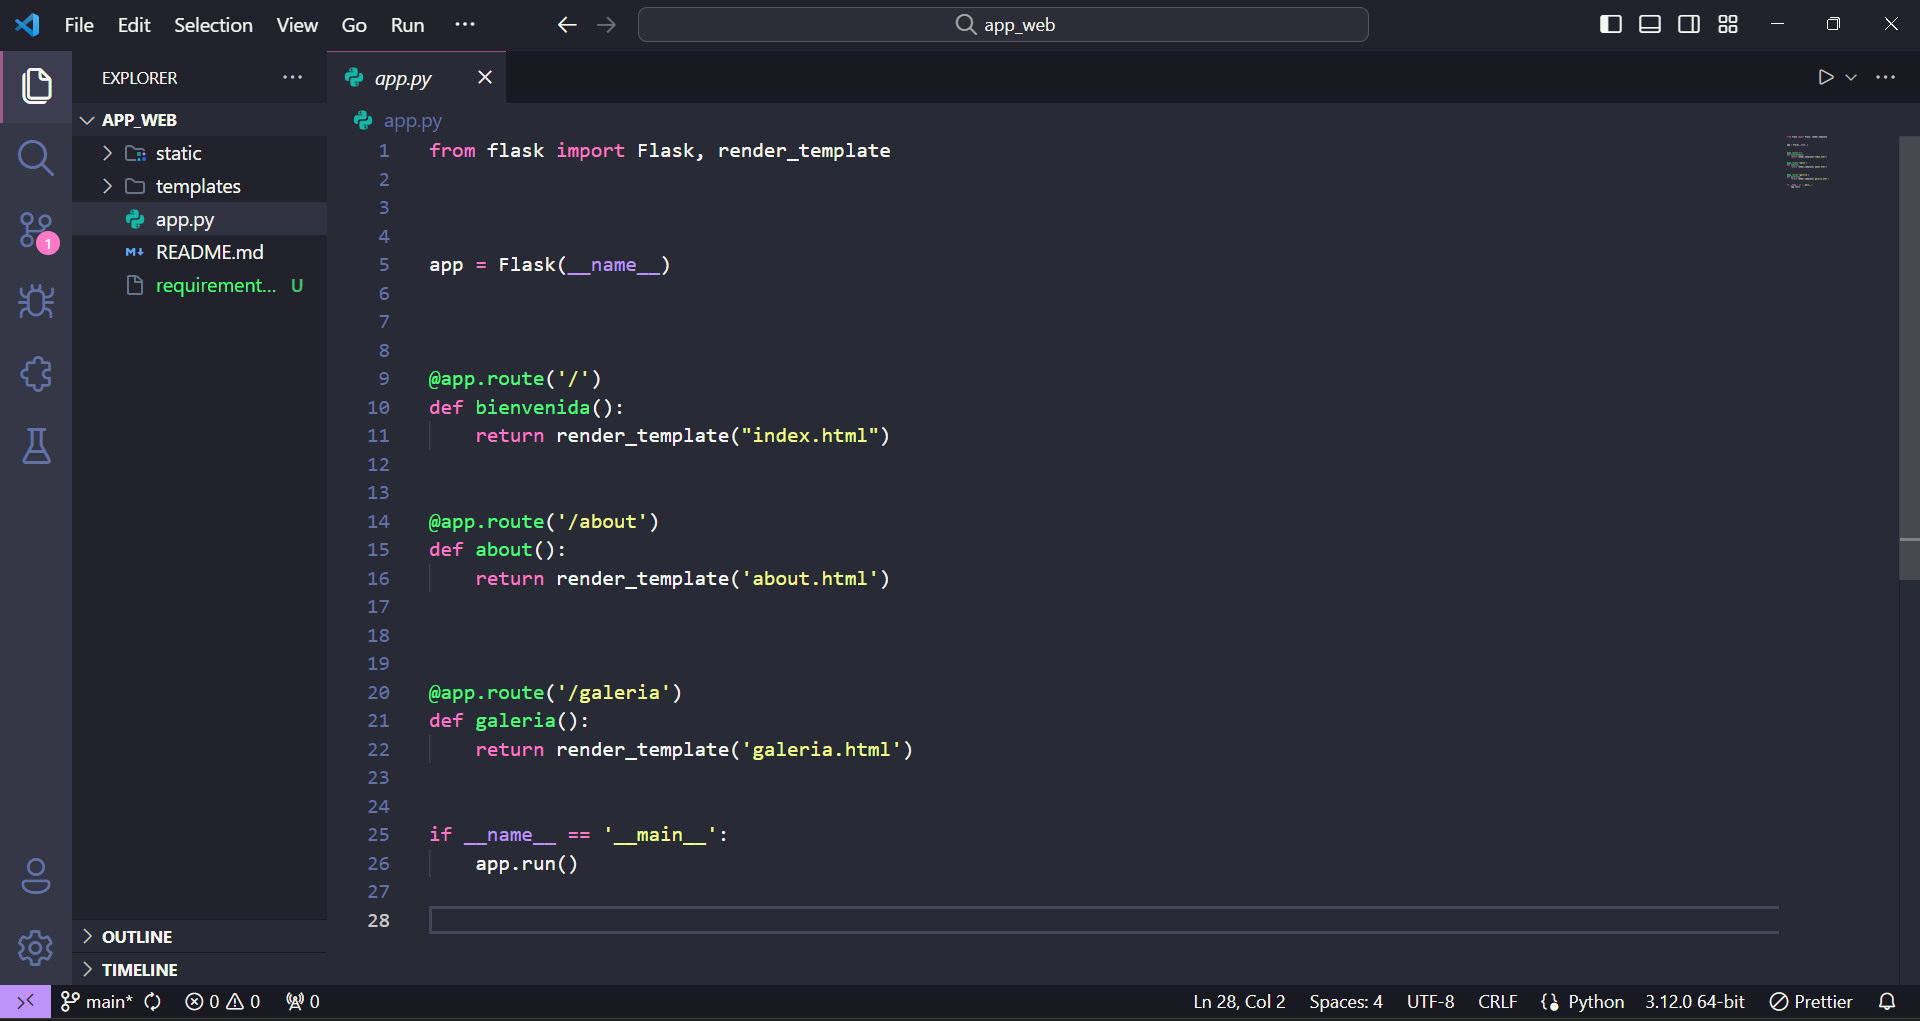 File Edit Selection View Go Run ··· app_web
EXPLORER ···
APP_WEB
static
templates
app.py
README.md
requirement... U
1
OUTLINE
TIMELINE
app.py
app.py
1 from flask import Flask, render_template
2
3
4
5 app = Flask(__name__)
6
7
8
9 @app.route('/')
10 def bienvenida():
11 return render_template("index.html")
12
13
14 @app.route('/about')
15 def about():
16 return render_template('about.html')
17
18
19
20 @app.route('/galeria')
21 def galeria():
22 return render_template('galeria.html')
23
24
25 if __name__ == '__main__':
26 app.run()
27
28
main* 0 0 0 Ln 28, Col 2 Spaces: 4 UTF-8 CRLF Python 3.12.0 64-bit Prettier